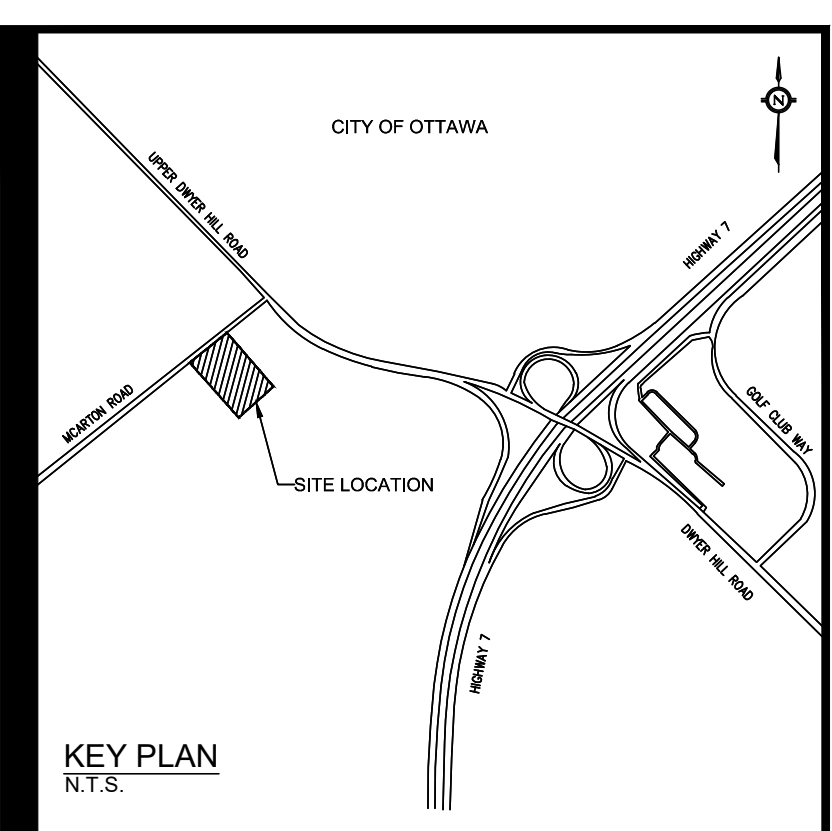 CITY OF OTTAWA
N
UPPER DWYER HILL ROAD
HIGHWAY 7
MCARTON ROAD
GOLF CLUB WAY
SITE LOCATION
DWYER HILL ROAD
HIGHWAY 7
KEY PLAN
N.T.S.